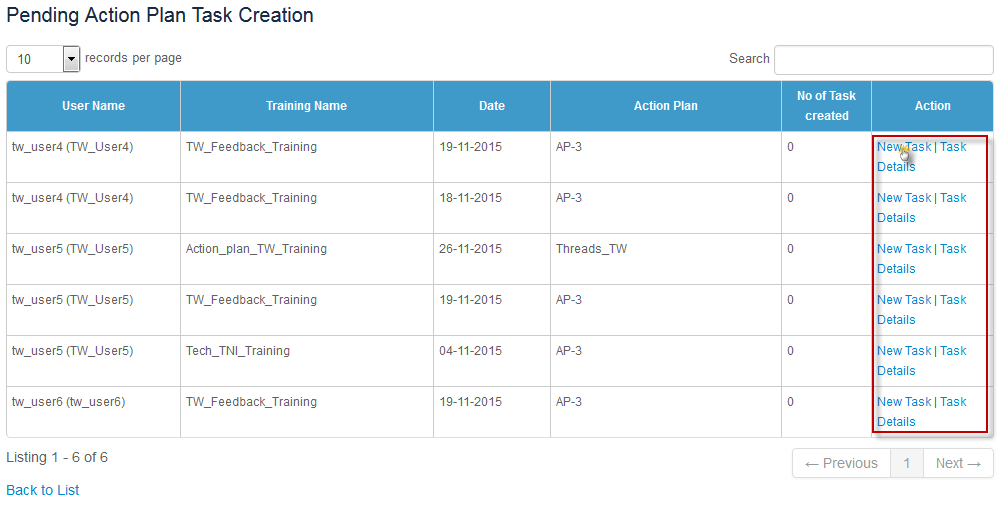 Pending Action Plan Task Creation
10 records per page Search
User Name Training Name Date Action Plan No of Task created Action
tw_user4 (TW_User4) TW_Feedback_Training 19-11-2015 AP-3 0 New Task | Task Details
tw_user4 (TW_User4) TW_Feedback_Training 18-11-2015 AP-3 0 New Task | Task Details
tw_user5 (TW_User5) Action_plan_TW_Training 26-11-2015 Threads_TW 0 New Task | Task Details
tw_user5 (TW_User5) TW_Feedback_Training 19-11-2015 AP-3 0 New Task | Task Details
tw_user5 (TW_User5) Tech_TNI_Training 04-11-2015 AP-3 0 New Task | Task Details
tw_user6 (tw_user6) TW_Feedback_Training 19-11-2015 AP-3 0 New Task | Task Details
Listing 1 - 6 of 6 ← Previous 1 Next →
Back to List